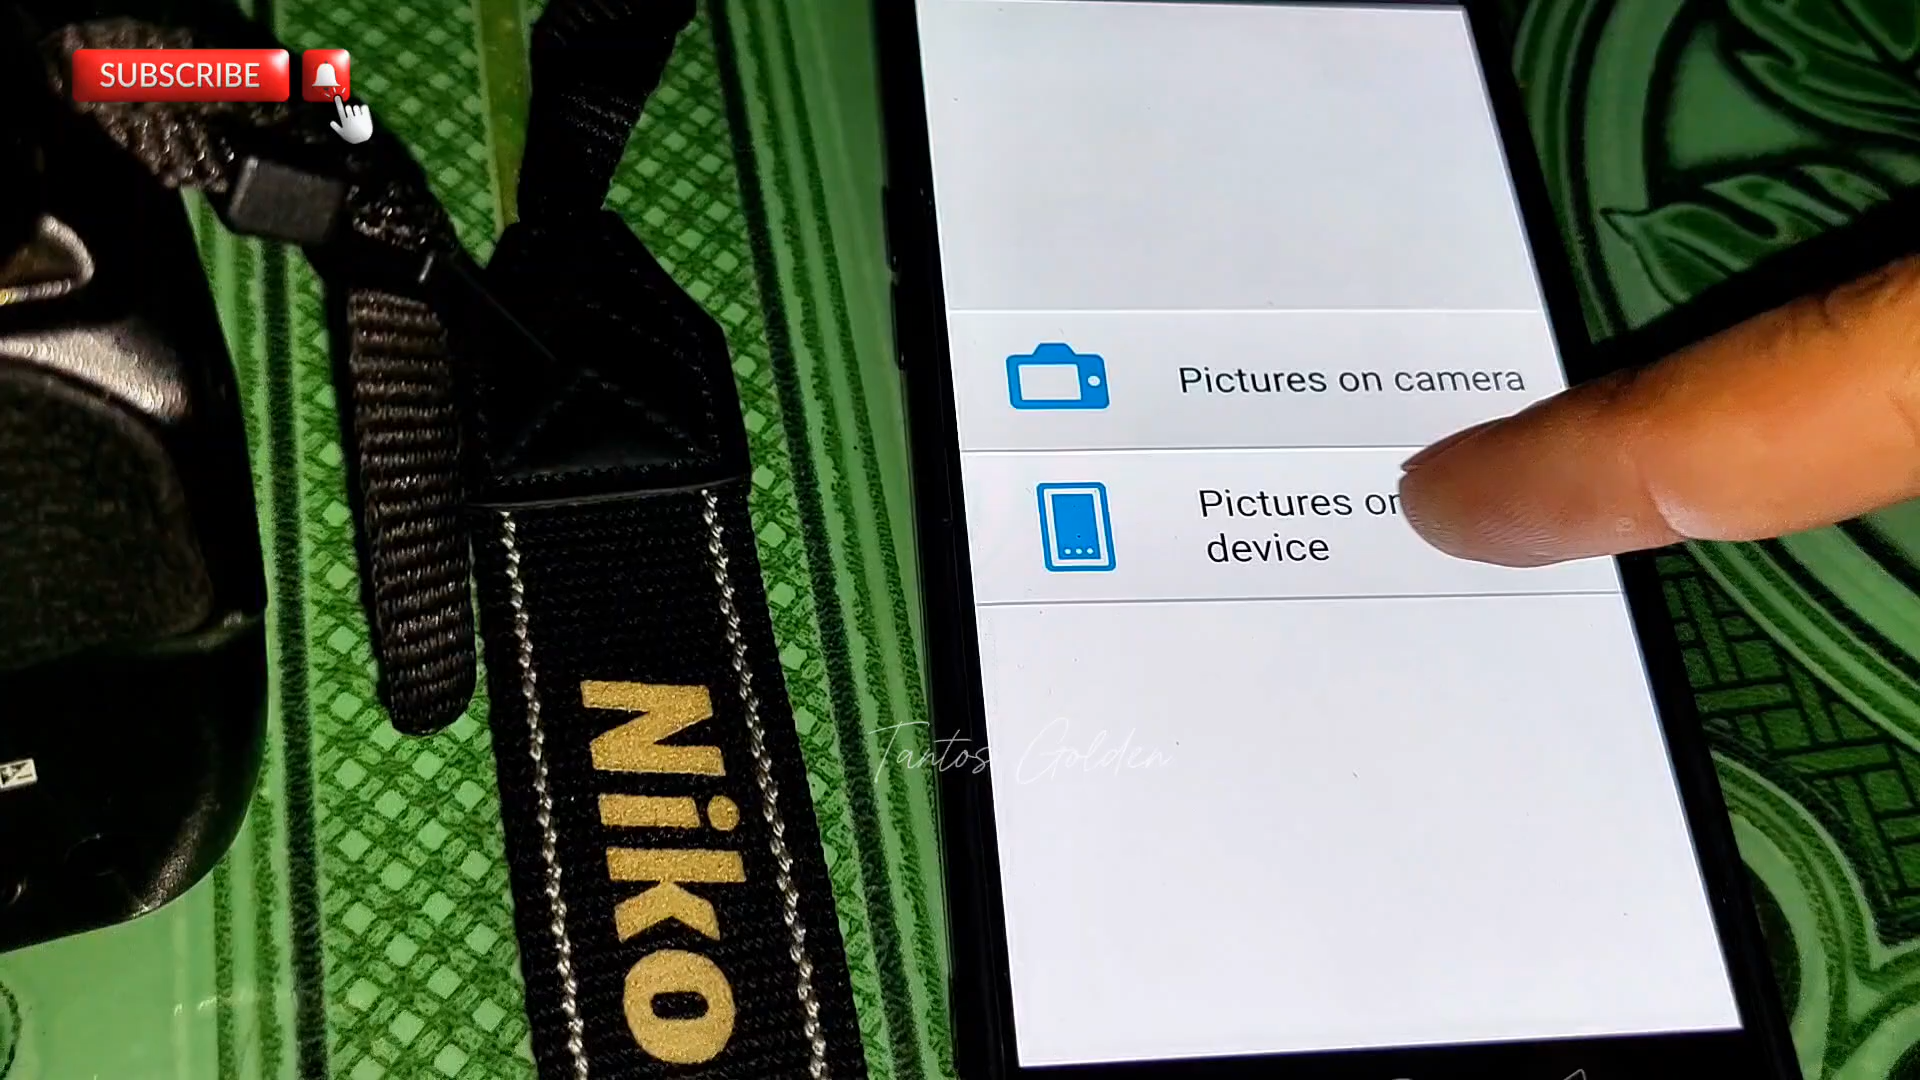 SUBSCRIBE
Pictures on camera
Pictures on
device
Niko
Tantos Golden